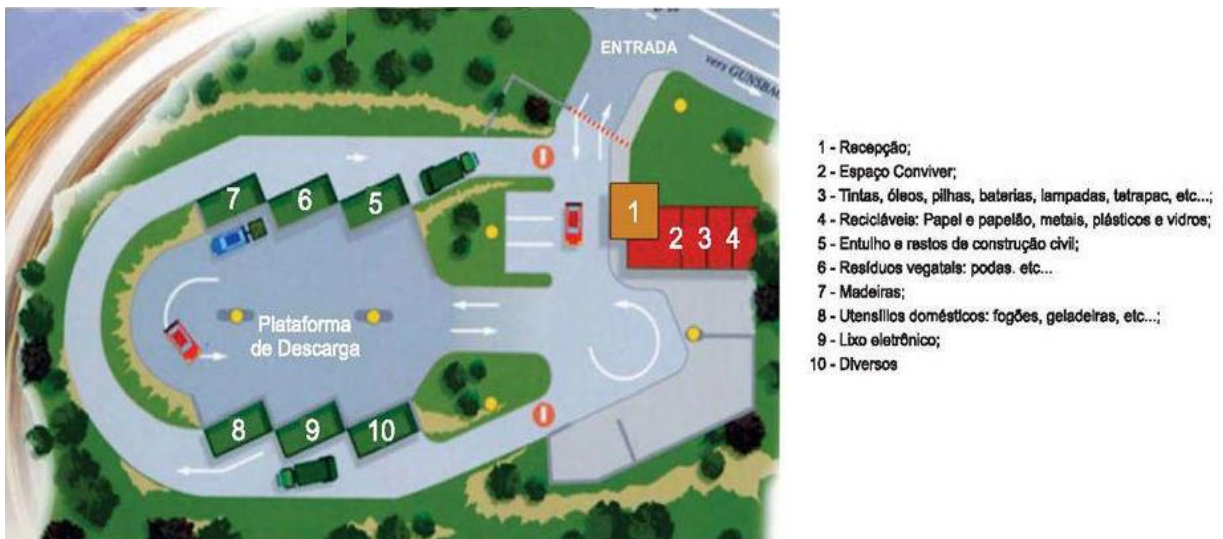 ENTRADA
vers GUNSBAC
7
6
5
1
2 3 4
Plataforma
de Descarga
8
9
10
1 - Recepção;
2 - Espaço Conviver;
3 - Tintas, óleos, pilhas, baterias, lampadas, tetrapac, etc...;
4 - Recicláveis: Papel e papelão, metais, plásticos e vidros;
5 - Entulho e restos de construção civil;
6 - Resíduos vegetais: podas. etc...
7 - Madeiras;
8 - Utensílios domésticos: fogões, geladeiras, etc...;
9 - Lixo eletrônico;
10 - Diversos